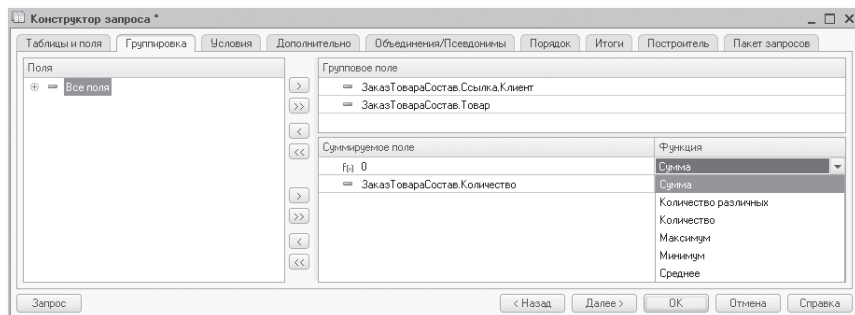 Конструктор запроса *
Таблицы и поля Группировка Условия Дополнительно Объединения/Псевдонимы Порядок Итоги Построитель Пакет запросов
Поля
Все поля
> >> < <<
> >> < <<
Групповое поле
ЗаказТовараСостав.Ссылка.Клиент
ЗаказТовараСостав.Товар
Суммируемое поле Функция
0 Сумма
ЗаказТовараСостав.Количество Сумма
Количество различных
Количество
Максимум
Минимум
Среднее
Запрос < Назад Далее > OK Отмена Справка